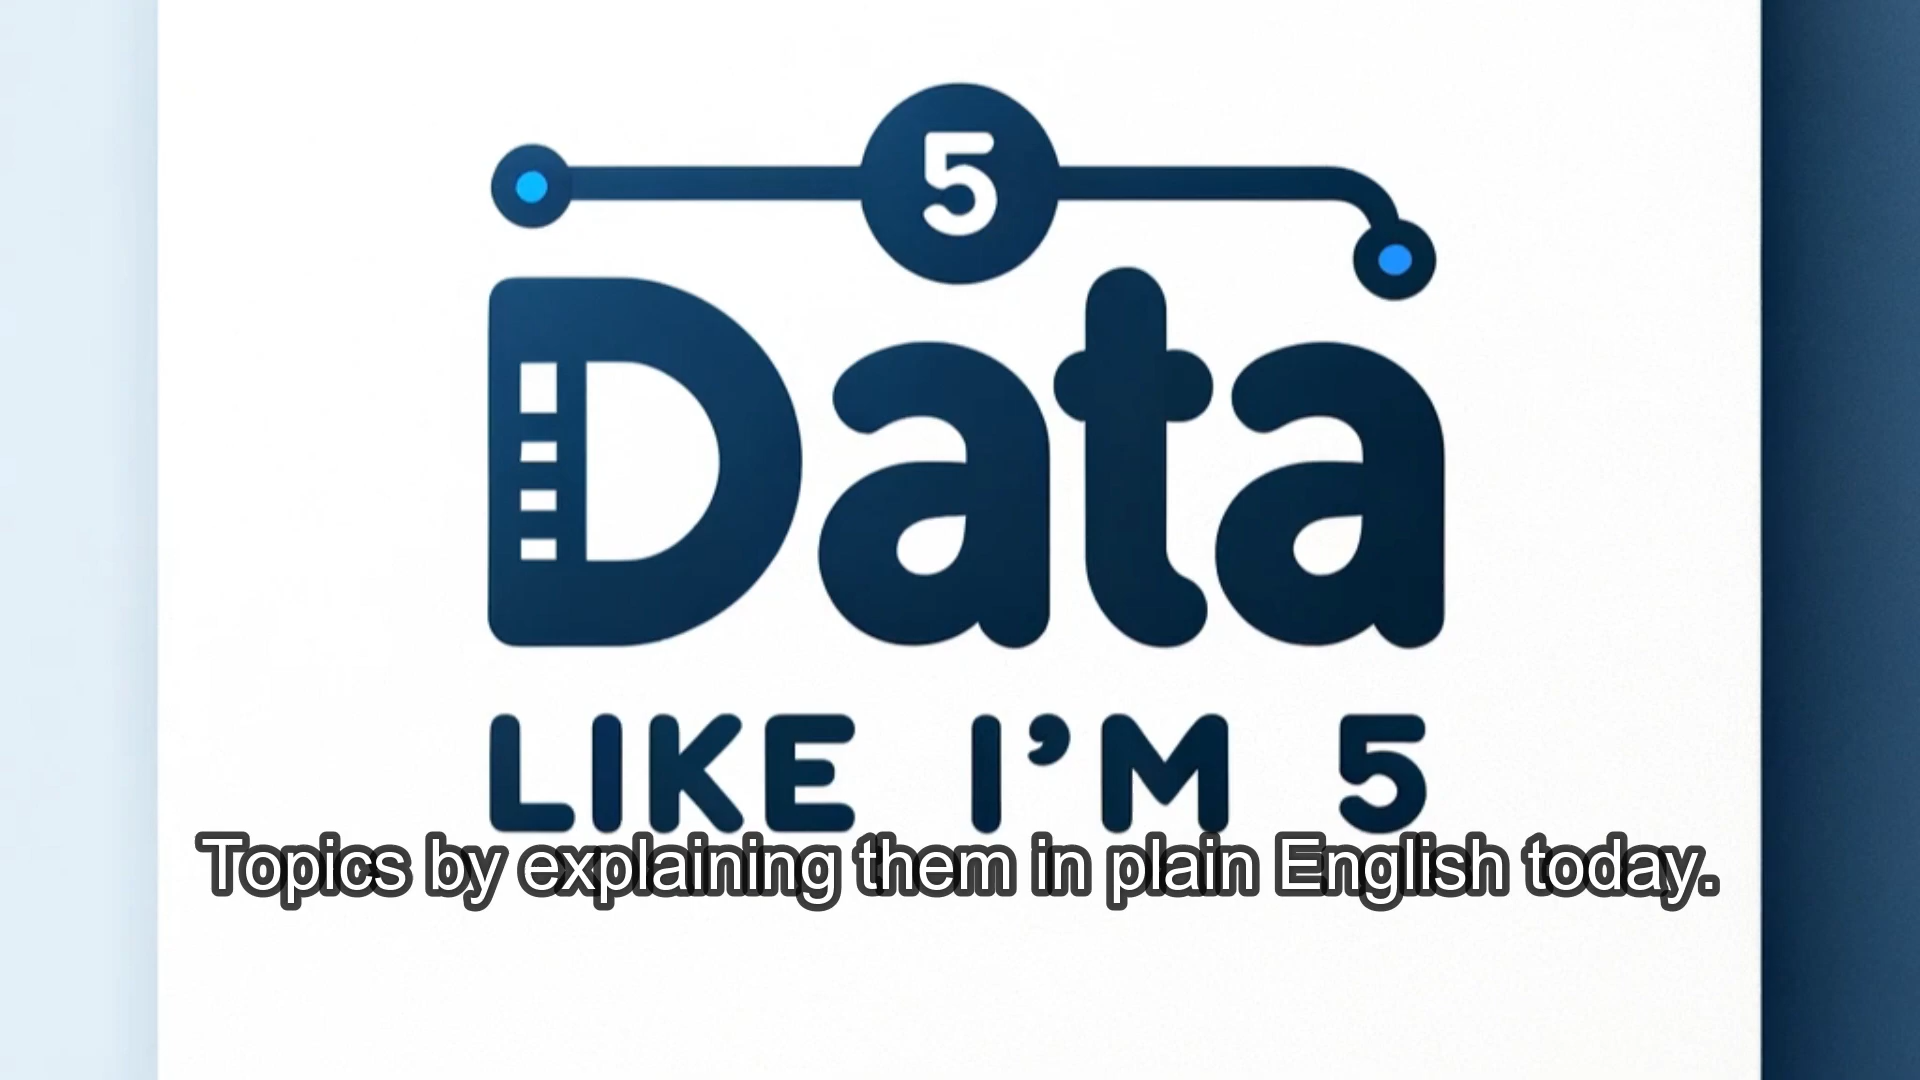 5
Data
LIKE I’M 5
Topics by explaining them in plain English today.